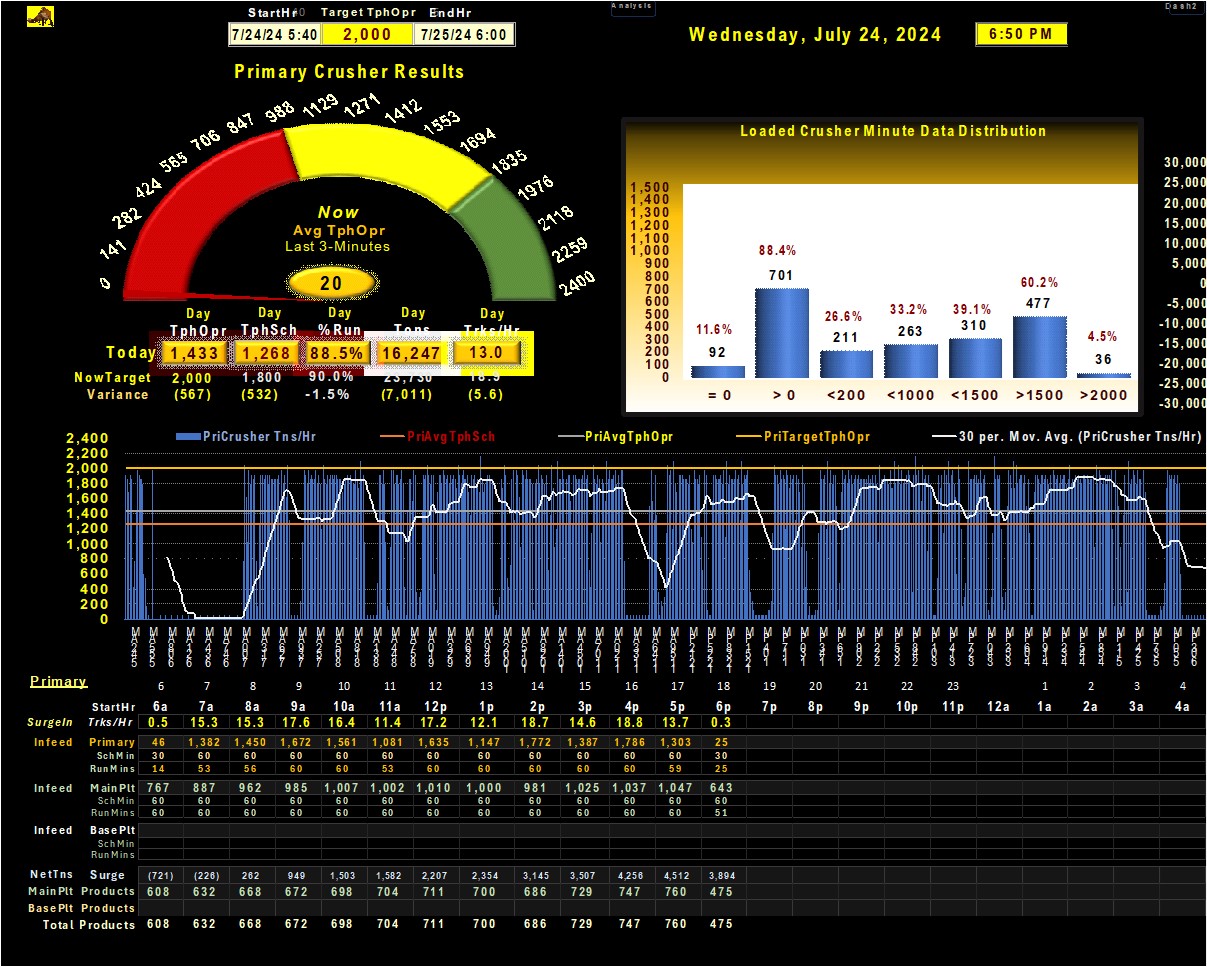 StartHr Target TphOpr EndHr
Analysis
Dash2
7/24/24 5:40 2,000 7/25/24 6:00
Wednesday, July 24, 2024 6:50 PM
Primary Crusher Results
0 141 282 424 565 706 847 988 1129 1271 1412 1553 1694 1835 1976 2118 2259 2400
Now
Avg TphOpr
Last 3-Minutes
20
Day Day Day Day Day
TphOpr TphSch %Run Tons Trks/Hr
Today 1,433 1,268 88.5% 16,247 13.0
NowTarget 2,000 1,800 90.0% 23,730 18.9
Variance (567) (532) -1.5% (7,011) (5.6)
Loaded Crusher Minute Data Distribution
1,500
1,400
1,300
1,200
1,100
1,000
900
800
700
600
500
400
300
200
100
0
11.6% 88.4% 26.6% 33.2% 39.1% 60.2% 4.5%
92 701 211 263 310 477 36
= 0 > 0 <200 <1000 <1500 >1500 >2000
30,000
25,000
20,000
15,000
10,000
5,000
0
-5,000
-10,000
-15,000
-20,000
-25,000
-30,000
PriCrusher Tns/Hr PriAvgTphSch PriAvgTphOpr PriTargetTphOpr 30 per. Mov. Avg. (PriCrusher Tns/Hr)
2,400
2,200
2,000
1,800
1,600
1,400
1,200
1,000
800
600
400
200
0
Primary
6 7 8 9 10 11 12 13 14 15 16 17 18 19 20 21 22 23 1 2 3 4
StartHr 6a 7a 8a 9a 10a 11a 12p 1p 2p 3p 4p 5p 6p 7p 8p 9p 10p 11p 12a 1a 2a 3a 4a
SurgeIn Trks/Hr 0.5 15.3 15.3 17.6 16.4 11.4 17.2 12.1 18.7 14.6 18.8 13.7 0.3
Infeed Primary 46 1,382 1,450 1,672 1,561 1,081 1,635 1,147 1,772 1,387 1,786 1,303 25
SchMin 30 60 60 60 60 60 60 60 60 60 60 60 30
RunMins 14 53 56 60 60 53 60 60 60 60 60 59 25
Infeed MainPlt 767 887 962 985 1,007 1,002 1,010 1,000 981 1,025 1,037 1,047 643
SchMin 60 60 60 60 60 60 60 60 60 60 60 60 60
RunMins 60 60 60 60 60 60 60 60 60 60 60 60 51
Infeed BasePlt
SchMin
RunMins
NetTns Surge (721) (226) 262 949 1,503 1,582 2,207 2,354 3,145 3,507 4,256 4,512 3,894
MainPlt Products 608 632 668 672 698 704 711 700 686 729 747 760 475
BasePlt Products
Total Products 608 632 668 672 698 704 711 700 686 729 747 760 475